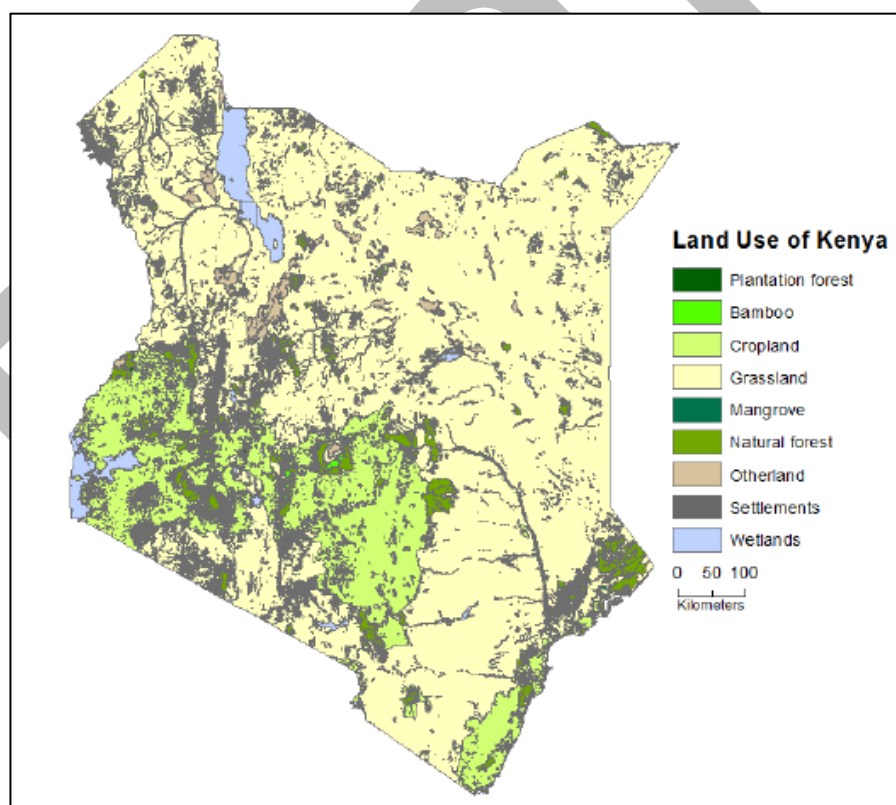 Land Use of Kenya
Plantation forest
Bamboo
Cropland
Grassland
Mangrove
Natural forest
Otherland
Settlements
Wetlands
0 50 100
Kilometers